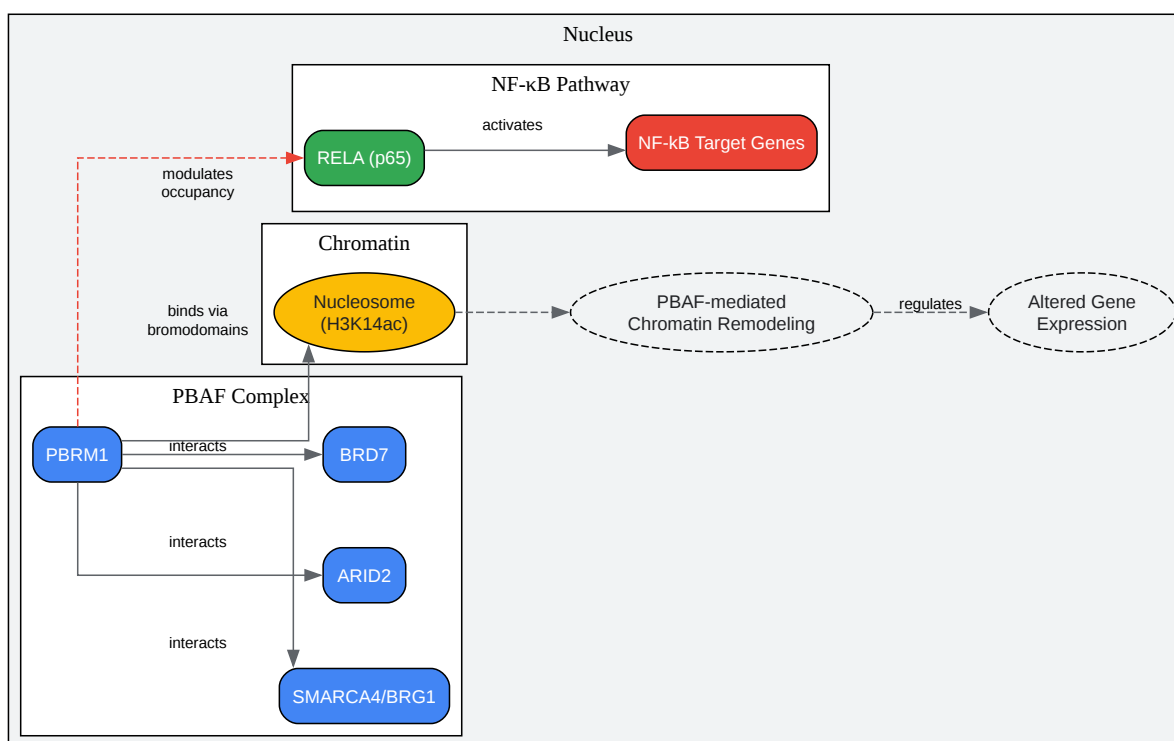 Nucleus
NF-κB Pathway
activates
RELA (p65)
NF-kB Target Genes
modulates
occupancy
Chromatin
binds via
bromodomains
Nucleosome
(H3K14ac)
PBAF-mediated
Chromatin Remodeling
regulates
Altered Gene
Expression
PBAF Complex
PBRM1
interacts
BRD7
interacts
ARID2
interacts
SMARCA4/BRG1